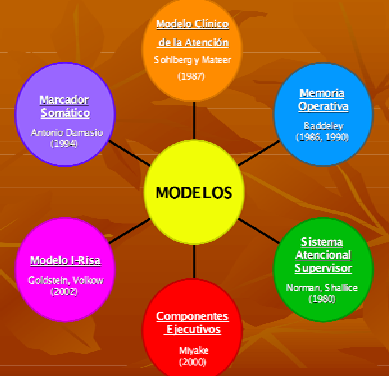 Modelo Clínico
de la Atención
Sohlberg y Mateer
(1987)
Memoria
Operativa
Baddeley
(1986, 1990)
Sistema
Atencional
Supervisor
Norman, Shallice
(1980)
Componentes
Ejecutivos
Miyake
(2000)
Modelo I-Risa
Goldstein, Volkow
(2002)
Marcador
Somático
Antonio Damasio
(1994)
MODELOS